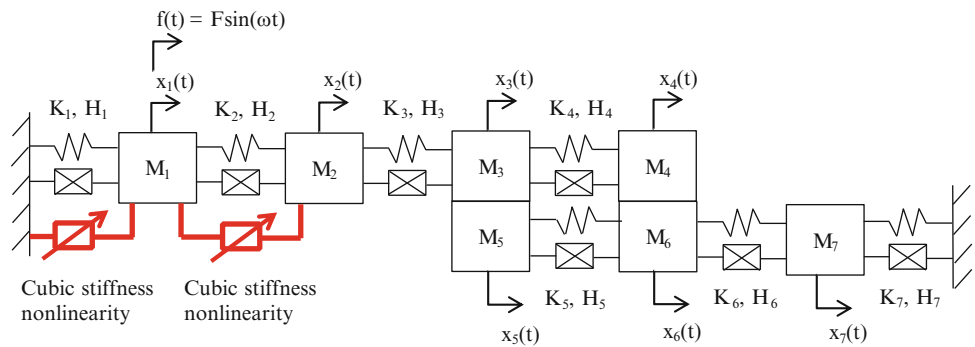 f(t) = Fsin(ωt)
x₁(t)
x₂(t)
x₃(t)
x₄(t)
K₁, H₁
K₂, H₂
K₃, H₃
K₄, H₄
M₁
M₂
M₃
M₄
M₅
M₆
M₇
Cubic stiffness
nonlinearity
Cubic stiffness
nonlinearity
K₅, H₅
K₆, H₆
K₇, H₇
x₅(t)
x₆(t)
x₇(t)